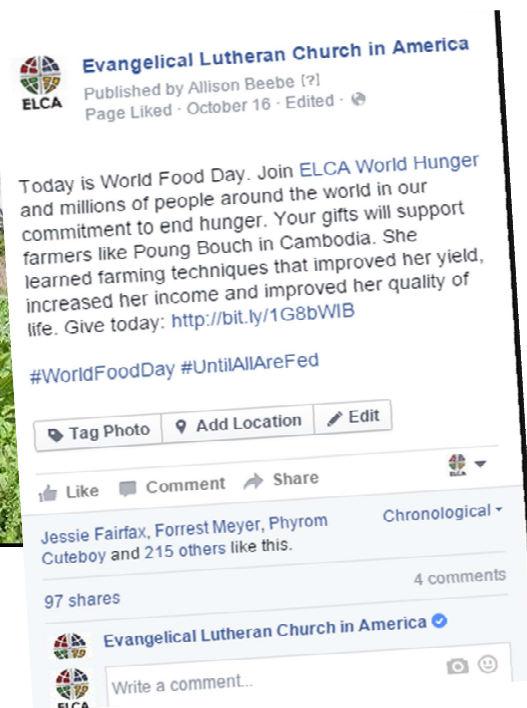 Evangelical Lutheran Church in America
Published by Allison Beebe [?]
Page Liked · October 16 · Edited ·
ELCA
Today is World Food Day. Join ELCA World Hunger
and millions of people around the world in our
commitment to end hunger. Your gifts will support
farmers like Poung Bouch in Cambodia. She
learned farming techniques that improved her yield,
increased her income and improved her quality of
life. Give today: http://bit.ly/1G8bWIB
#WorldFoodDay #UntilAllAreFed
Tag Photo Add Location Edit
Like Comment Share
ELCA
Jessie Fairfax, Forrest Meyer, Phyrom
Cuteboy and 215 others like this.
Chronological
97 shares
4 comments
Evangelical Lutheran Church in America
Write a comment...
ELCA